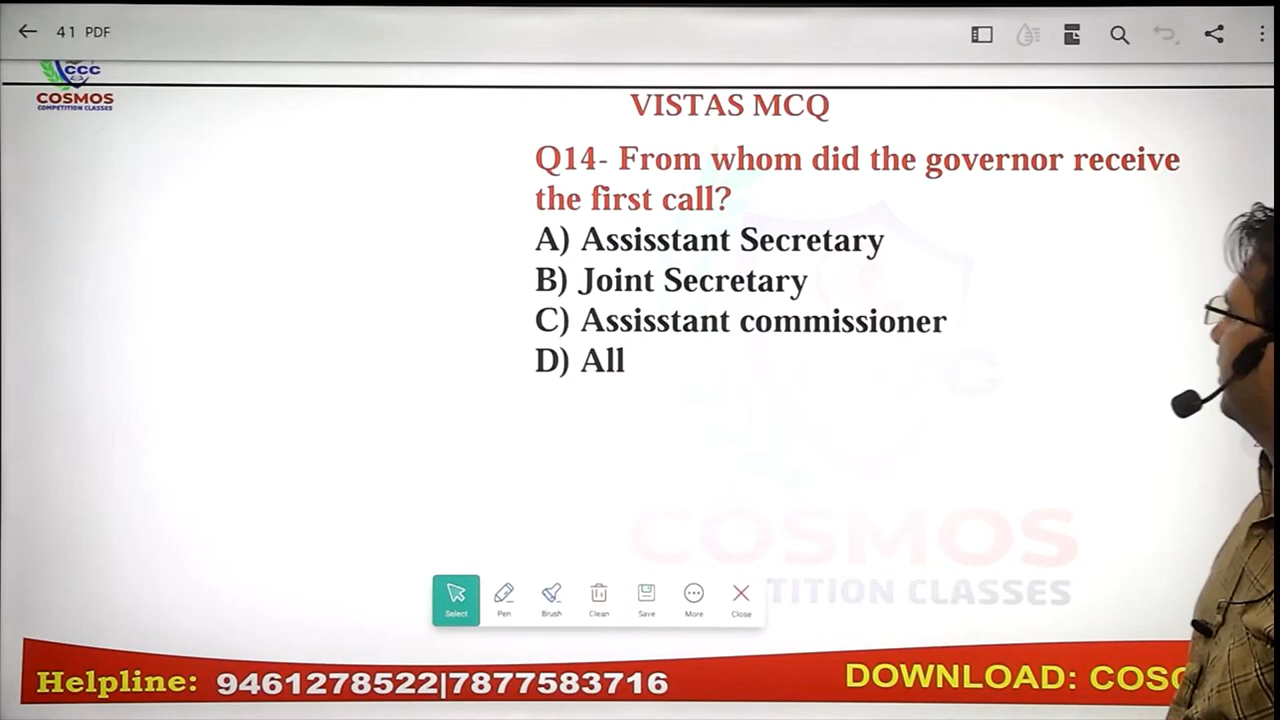 41 PDF
CCC
COSMOS
COMPETITION CLASSES
VISTAS MCQ
Q14- From whom did the governor receive
the first call?
A) Assisstant Secretary
B) Joint Secretary
C) Assisstant commissioner
D) All
COSMOS
TITION CLASSES
Select
Pen
Brush
Clean
Save
More
Close
Helpline: 9461278522|7877583716
DOWNLOAD: COSC